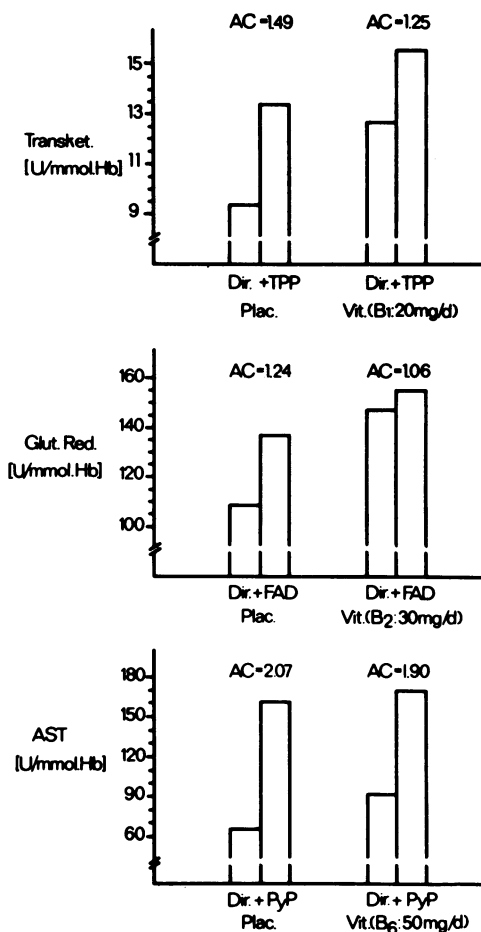 AC=1.49 AC=1.25
15
13
Transket.
[U/mmol.Hb]
11
9
Dir. +TPP Dir.+TPP
Plac. Vit.(B1:20mg/d)
AC=1.24 AC=1.06
160
140
Glut. Red.
[U/mmol.Hb]
120
100
Dir.+FAD Dir.+FAD
Plac. Vit.(B2:30mg/d)
AC=2.07 AC=1.90
180
150
AST
[U/mmol.Hb]
120
90
60
Dir.+PyP Dir.+PyP
Plac. Vit.(B6:50mg/d)